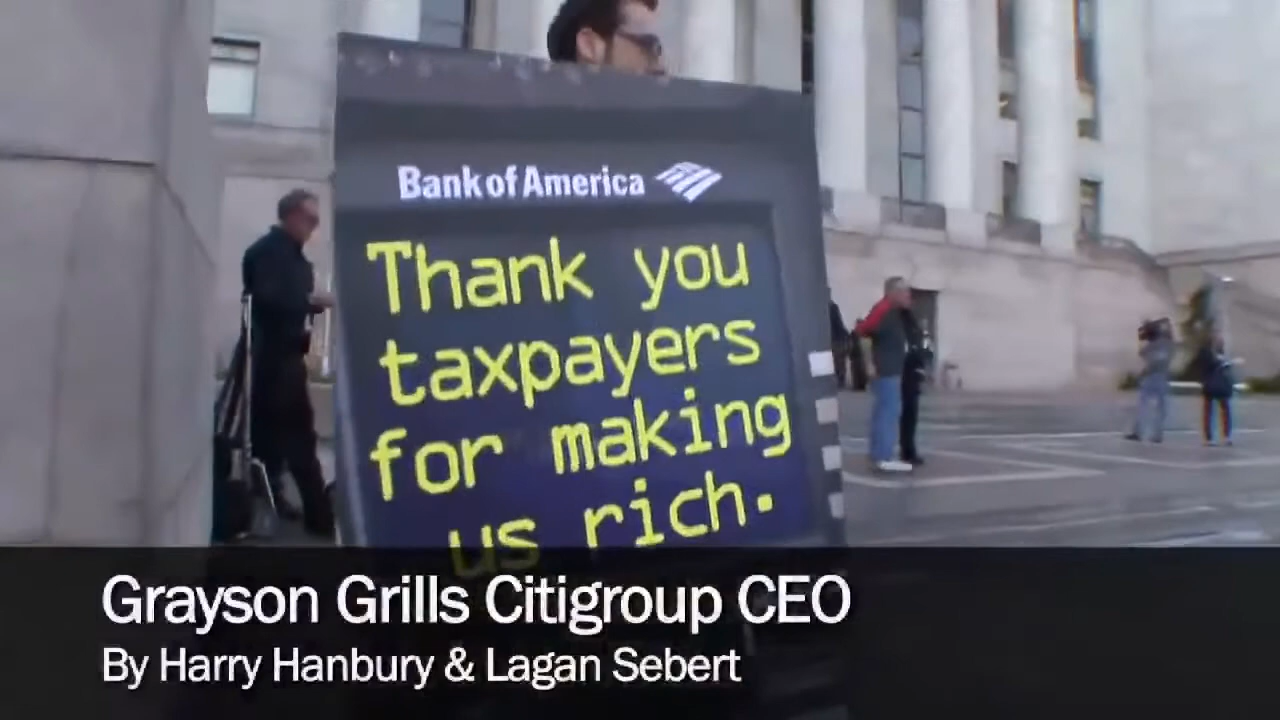 Bank of America
Thank you
taxpayers
for making
us rich.
Grayson Grills Citigroup CEO
By Harry Hanbury & Lagan Sebert